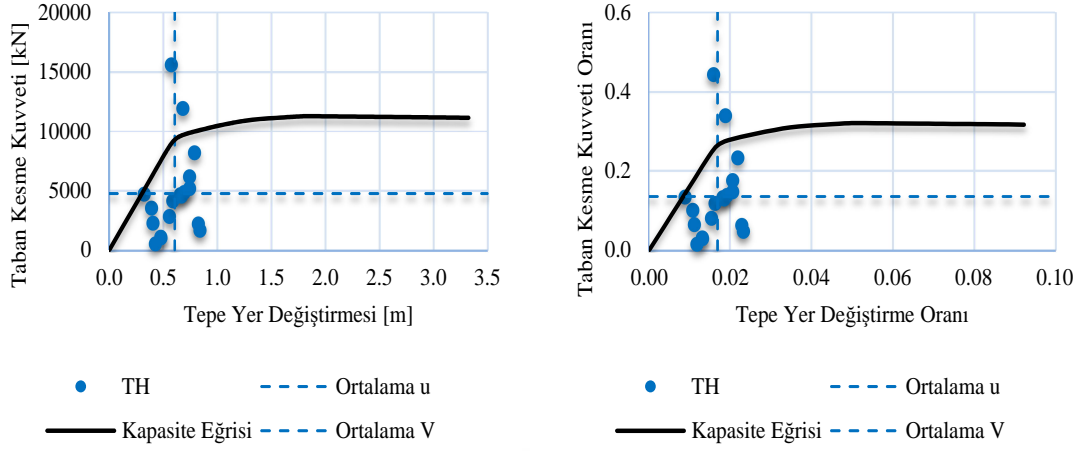 Taban Kesme Kuvveti [kN]
20000
15000
10000
5000
0
0.0 0.5 1.0 1.5 2.0 2.5 3.0 3.5
Tepe Yer Değiştirmesi [m]
TH
Ortalama u
Kapasite Eğrisi
Ortalama V
Taban Kesme Kuvveti Oranı
0.6
0.4
0.2
0.0
0.00 0.02 0.04 0.06 0.08 0.10
Tepe Yer Değiştirme Oranı
TH
Ortalama u
Kapasite Eğrisi
Ortalama V